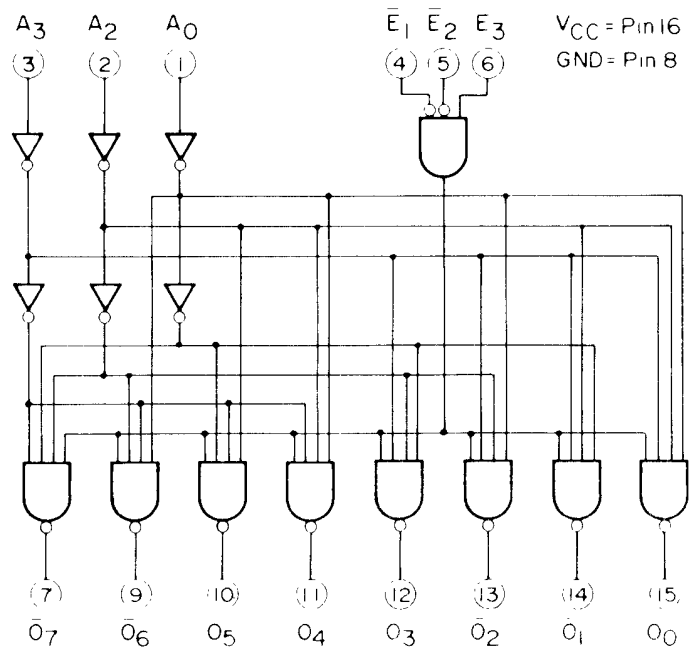 A3 A2 A0 Ē1 Ē2 E3 VCC = Pin 16
3 2 1 4 5 6 GND = Pin 8
7 9 10 11 12 13 14 15
Ō7 Ō6 O5 O4 O3 Ō2 O1 O0